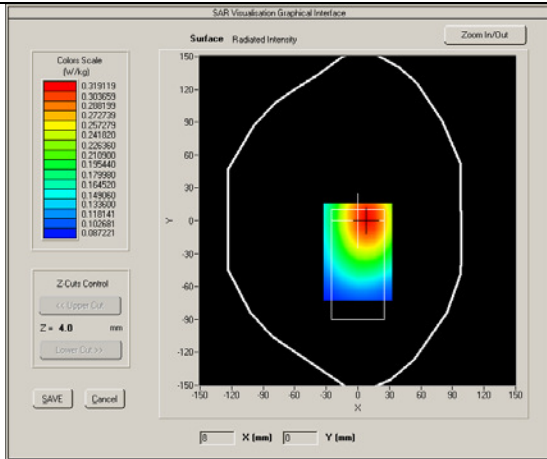 SAR Visualisation Graphical Interface
Surface Radiated Intensity
Zoom In/Out
Colors Scale
(W/kg)
0.319119
0.303659
0.288199
0.272739
0.257279
0.241820
0.226360
0.210900
0.195440
0.179980
0.164520
0.149060
0.133600
0.118141
0.102681
0.087221
Z-Cuts Control
<< Upper Cut
Z = 4.0 mm
Lower Cut >>
SAVE Cancel
150
120
90
60
30
0
-30
-60
-90
-120
-150
Y
-150 -120 -90 -60 -30 0 30 60 90 120 150
X
8 X (mm) 0 Y (mm)